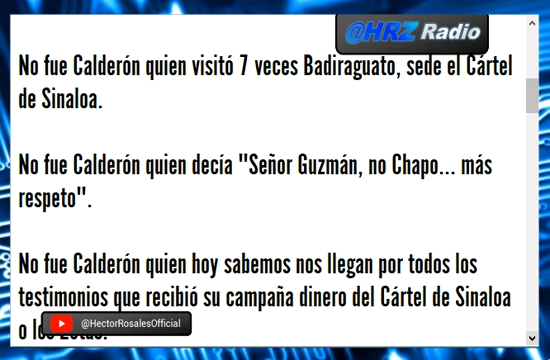 @HRZ Radio
No fue Calderón quien visitó 7 veces Badiraguato, sede el Cártel
de Sinaloa.
No fue Calderón quien decía "Señor Guzmán, no Chapo... más
respeto".
No fue Calderón quien hoy sabemos nos llegan por todos los
testimonios que recibió su campaña dinero del Cártel de Sinaloa
o los Zetas.
@HectorRosalesOfficial